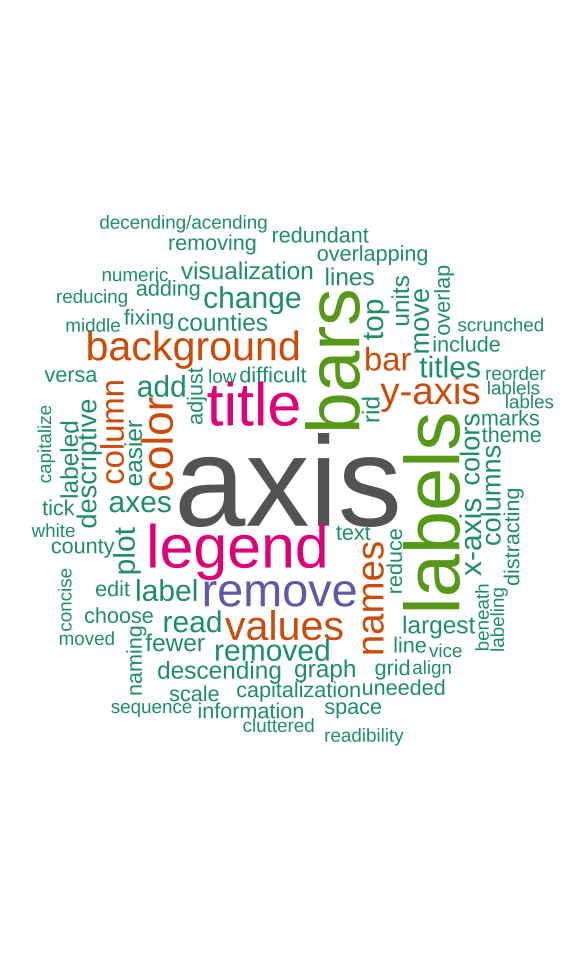 decending/acending
removing
redundant
overlapping
numeric
visualization
lines
reducing
adding
change
units
overlap
middle
fixing
counties
top
move
scrunched
background
bars
include
bar
titles
versa
add
adjust
low
difficult
y-axis
reorder
column
title
rid
lablels
lables
capitalize
labeled
descriptive
easier
color
axis
labels
colors
marks
theme
tick
axes
x-axis
columns
white
county
plot
legend
text
reduce
distracting
concise
edit
label
remove
names
beneath
labeling
choose
read
values
largest
moved
naming
fewer
removed
line
vice
descending
graph
grid
align
scale
capitalization
uneeded
sequence
information
space
cluttered
readibility